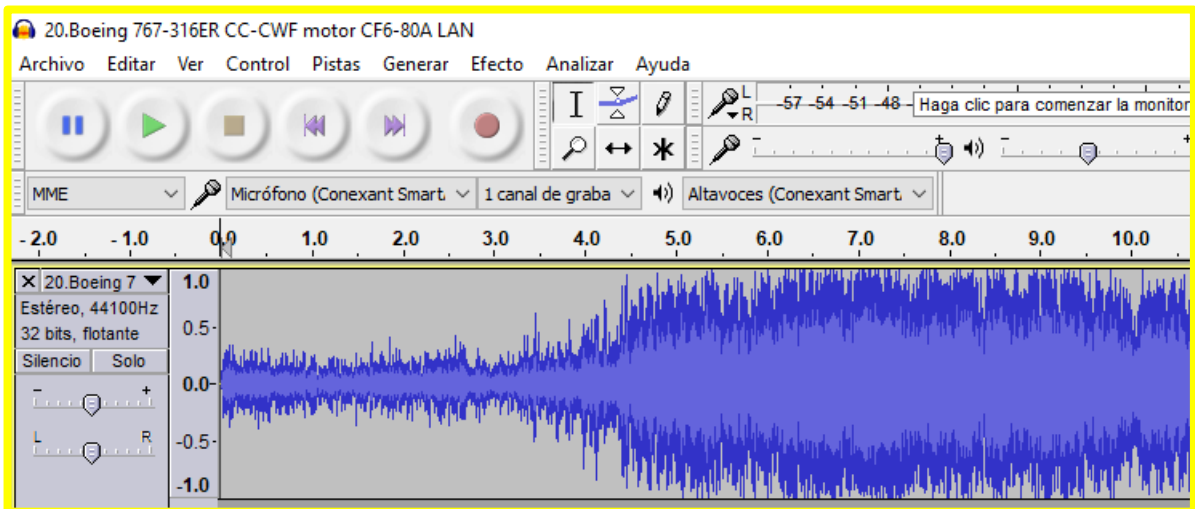 20.Boeing 767-316ER CC-CWF motor CF6-80A LAN
Archivo Editar Ver Control Pistas Generar Efecto Analizar Ayuda
L
R
-57 -54 -51 -48 - Haga clic para comenzar la monitor
- + - +
MME Micrófono (Conexant Smart. 1 canal de graba Altavoces (Conexant Smart.
- 2.0 - 1.0 0.0 1.0 2.0 3.0 4.0 5.0 6.0 7.0 8.0 9.0 10.0
X 20.Boeing 7 1.0
Estéreo, 44100Hz
32 bits, flotante 0.5-
Silencio Solo
- + 0.0-
L R -0.5-
-1.0